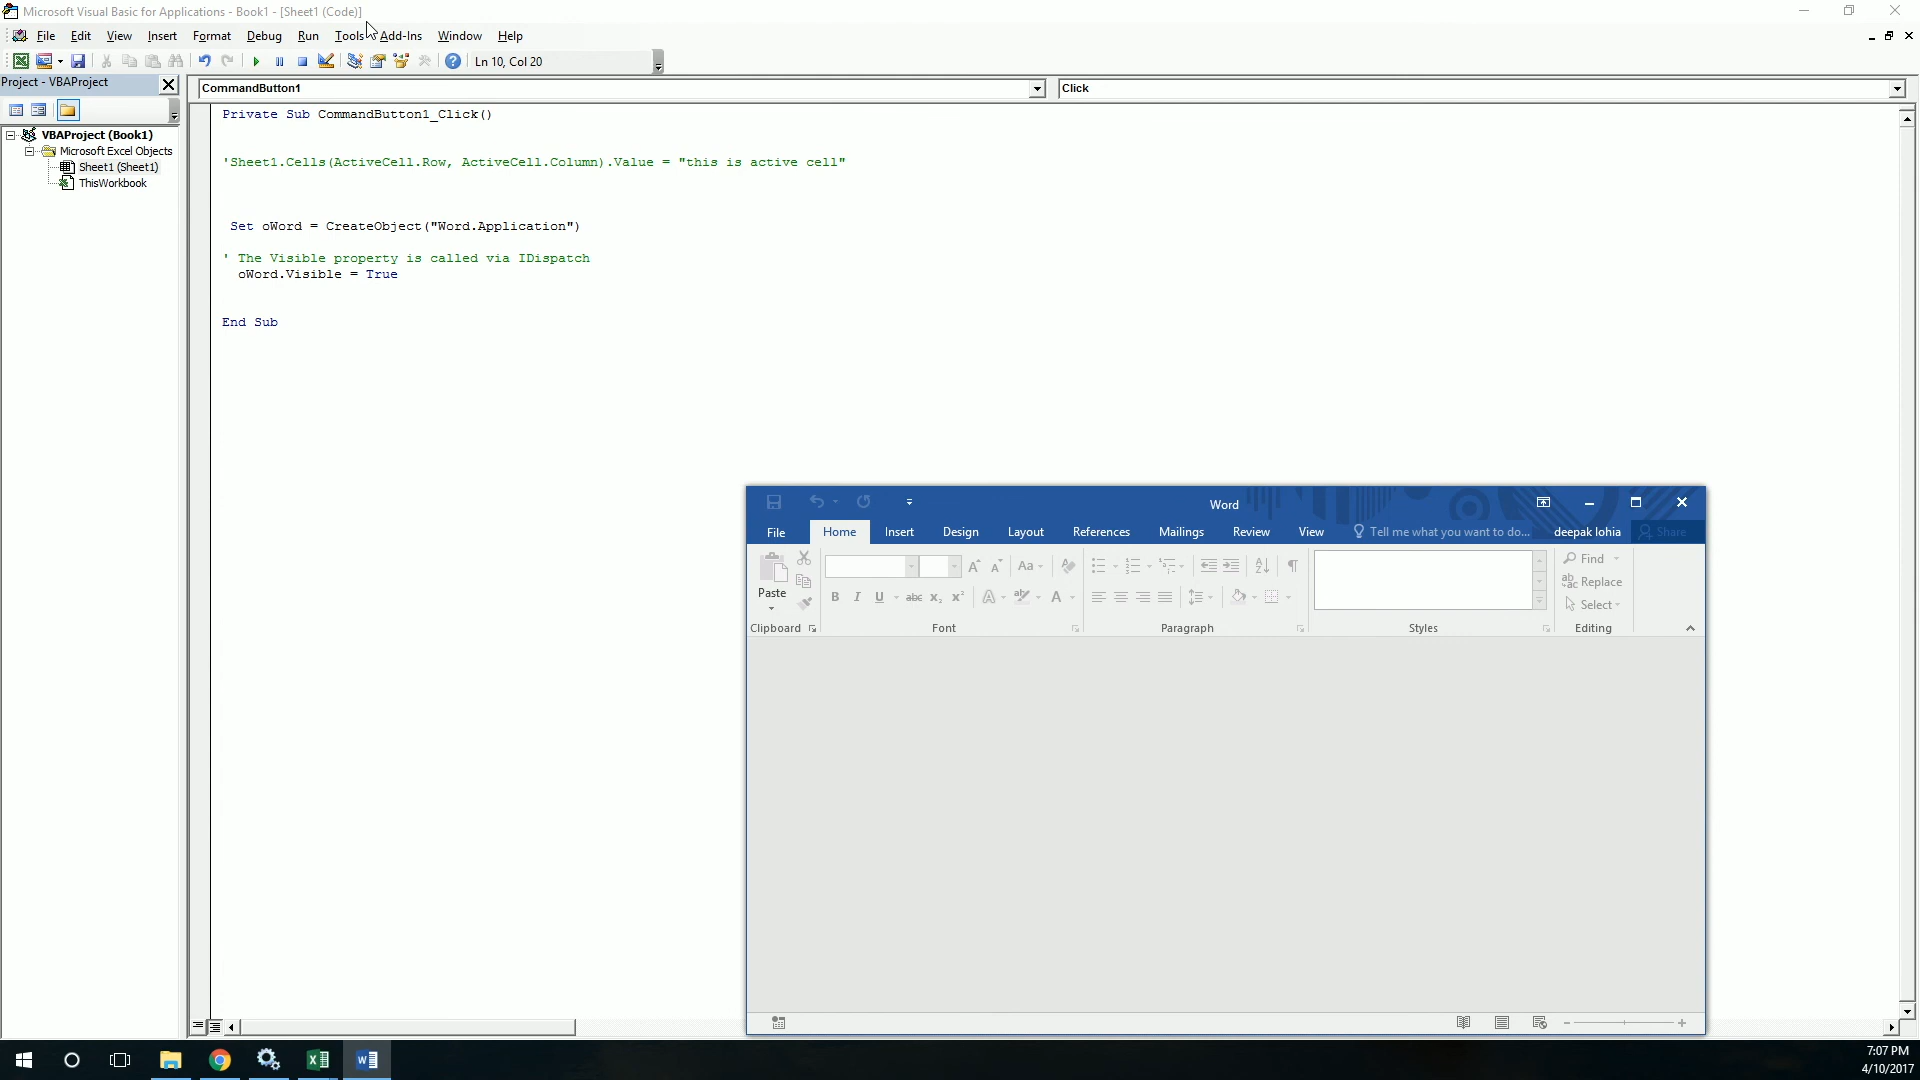 Microsoft Visual Basic for Applications - Book1 - [Sheet1 (Code)]
File Edit View Insert Format Debug Run Tools Add-Ins Window Help
Ln 10, Col 20
Project - VBAProject
CommandButton1
Click
VBAProject (Book1)
Microsoft Excel Objects
Sheet1 (Sheet1)
ThisWorkbook
Private Sub CommandButton1_Click()
'Sheet1.Cells(ActiveCell.Row, ActiveCell.Column).Value = "this is active cell"
Set oWord = CreateObject("Word.Application")
' The Visible property is called via IDispatch
oWord.Visible = True
End Sub
Word
File Home Insert Design Layout References Mailings Review View Tell me what you want to do... deepak lohia Share
Paste
Aa
Find
Replace
Select
B I U abc x₂ x² A ab A
Clipboard Font Paragraph Styles Editing
7:07 PM
4/10/2017